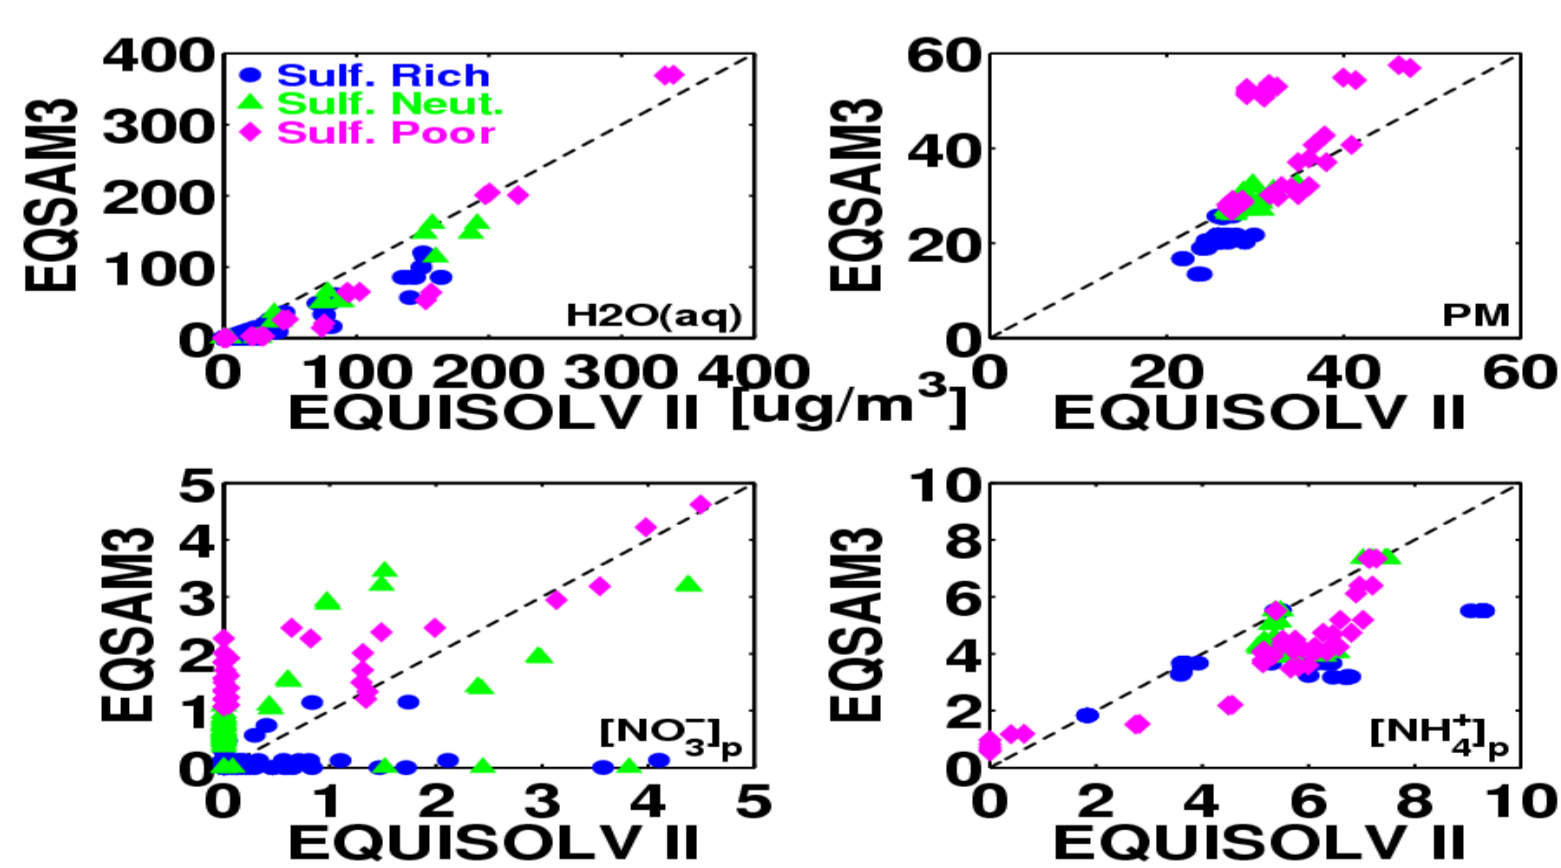 400
300
200
100
0
EQSAM3
Sulf. Rich
Sulf. Neut.
Sulf. Poor
H2O(aq)
0 100 200 300 400
EQUISOLV II
60
40
20
0
EQSAM3
PM
0 20 40 60
EQUISOLV II
[ug/m³]
5
4
3
2
1
0
EQSAM3
[NO₃⁻]ₚ
0 1 2 3 4 5
EQUISOLV II
10
8
6
4
2
0
EQSAM3
[NH₄⁺]ₚ
0 2 4 6 8 10
EQUISOLV II